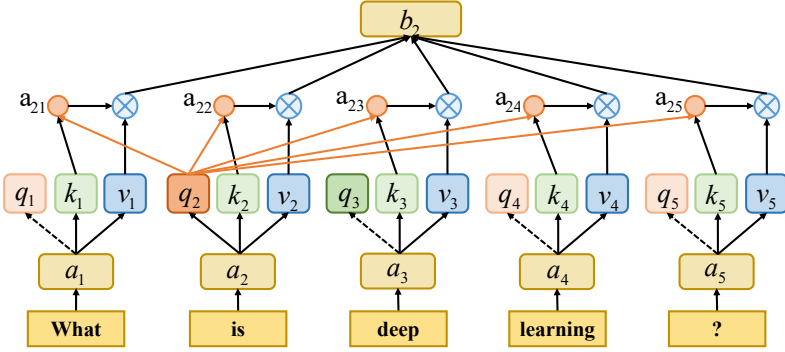 b₂
a₂₁ a₂₂ a₂₃ a₂₄ a₂₅
q₁ k₁ v₁ q₂ k₂ v₂ q₃ k₃ v₃ q₄ k₄ v₄ q₅ k₅ v₅
a₁ a₂ a₃ a₄ a₅
What is deep learning ?